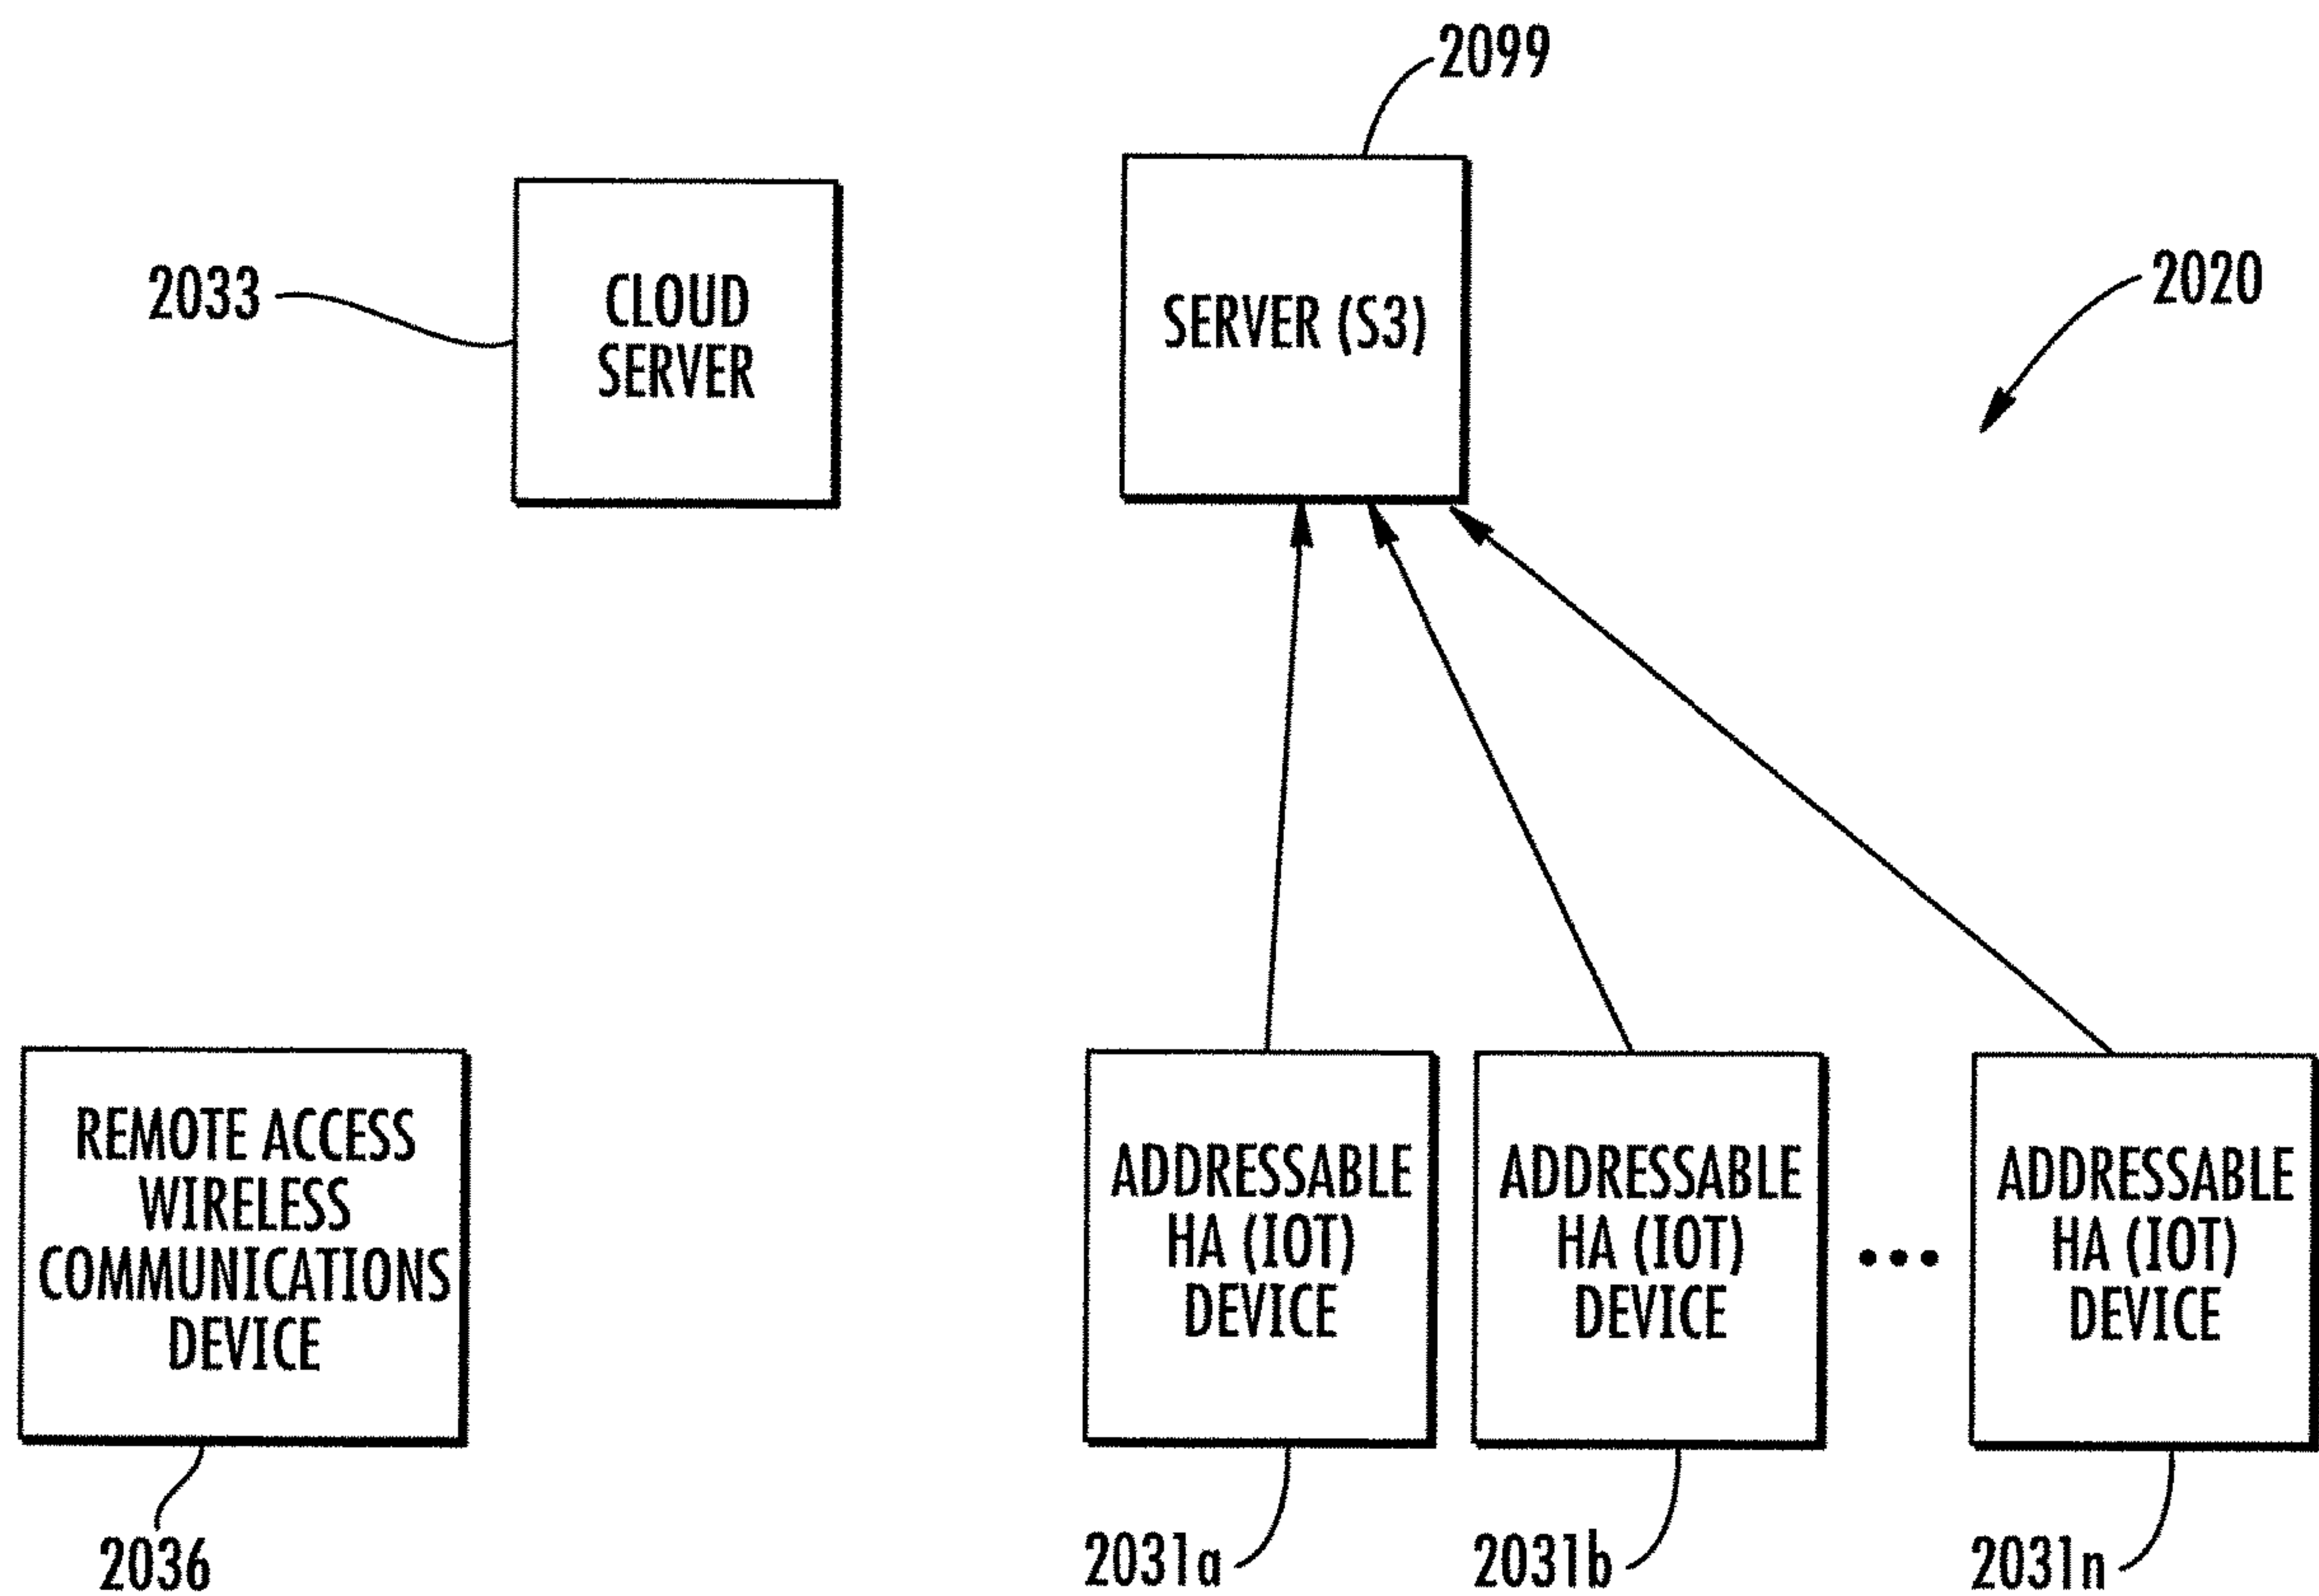 2099
2033
CLOUD
SERVER
SERVER (S3)
2020
REMOTE ACCESS
WIRELESS
COMMUNICATIONS
DEVICE
ADDRESSABLE
HA (IOT)
DEVICE
ADDRESSABLE
HA (IOT)
DEVICE
•••
ADDRESSABLE
HA (IOT)
DEVICE
2036
2031a
2031b
2031n